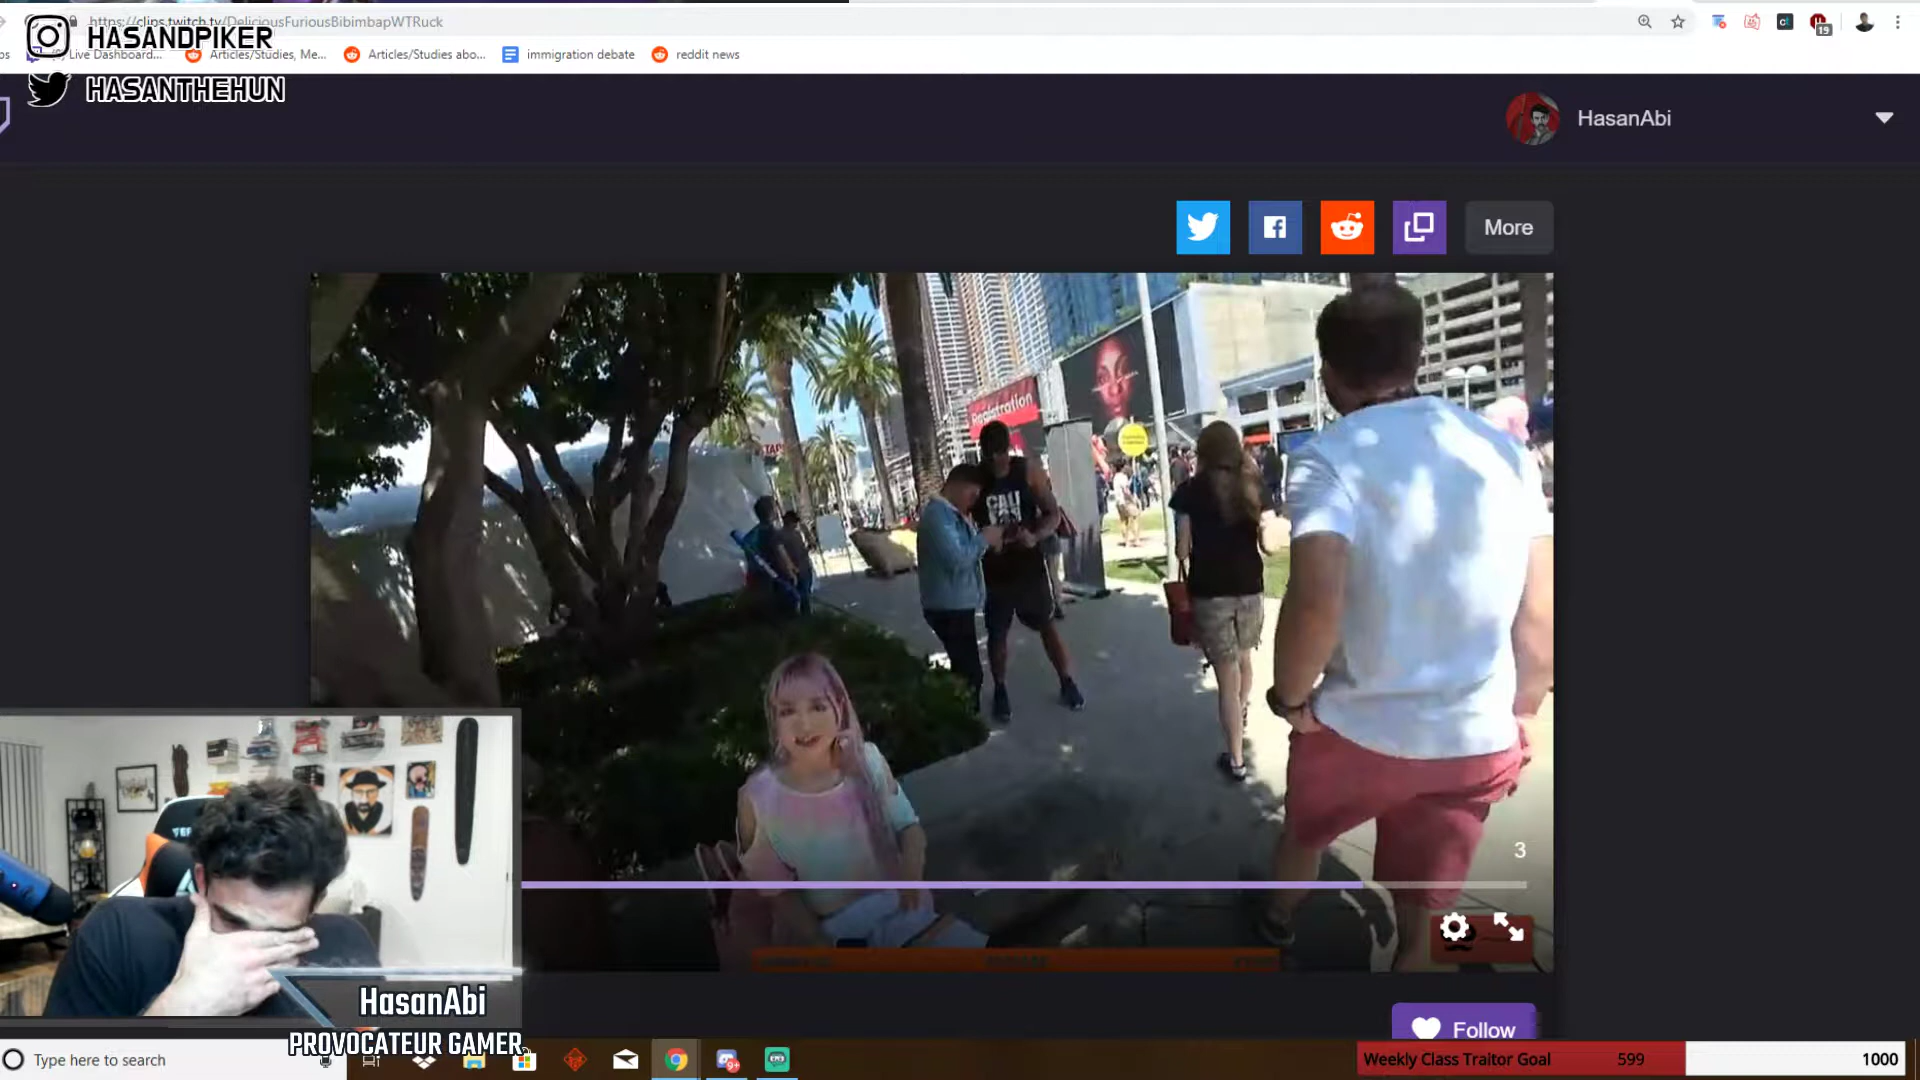 https://clips.twitch.tv/DeliciousFuriousBibimbapWTRuck
19
HASANDPIKER
Live Dashboard...
Articles/Studies, Me...
Articles/Studies abo...
immigration debate
reddit news
HASANTHEHUN
HasanAbi
More
Registration
CALI
3
HasanAbi
PROVOCATEUR GAMER
Follow
Type here to search
9+
Weekly Class Traitor Goal
599
1000